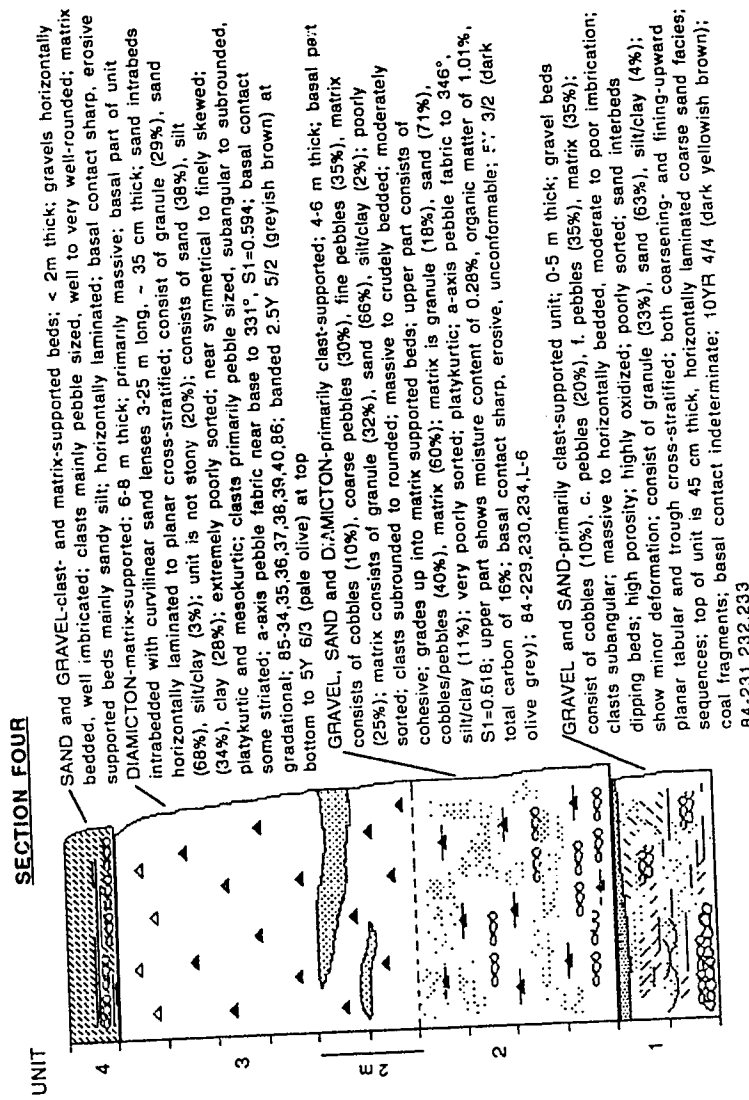 SECTION FOUR
UNIT
4
3
2 m
2
1
SAND and GRAVEL-clast- and matrix-supported beds; < 2m thick; gravels horizontally
bedded, well imbricated; clasts mainly pebble sized, well to very well-rounded; matrix
supported beds mainly sandy silt; horizontally laminated; basal contact sharp, erosive
DIAMICTON-matrix-supported; 6-8 m thick; primarily massive; basal part of unit
intrabedded with curvilinear sand lenses 3-25 m long, ~ 35 cm thick; sand intrabeds
horizontally laminated to planar cross-stratified; consist of granule (29%), sand
(68%), silt/clay (3%); unit is not stony (20%); consists of sand (38%), silt
(34%), clay (28%); extremely poorly sorted; near symmetrical to finely skewed;
platykurtic and mesokurtic; clasts primarily pebble sized, subangular to subrounded,
some striated; a-axis pebble fabric near base to 331°, S1=0.594; basal contact
gradational; 85-34,35,36,37,38,39,40,86; banded 2.5Y 5/2 (greyish brown) at
bottom to 5Y 6/3 (pale olive) at top
GRAVEL, SAND and DIAMICTON-primarily clast-supported; 4-6 m thick; basal part
consists of cobbles (10%), coarse pebbles (30%), fine pebbles (35%), matrix
(25%); matrix consists of granule (32%), sand (66%), silt/clay (2%); poorly
sorted; clasts subrounded to rounded; massive to crudely bedded; moderately
cohesive; grades up into matrix supported beds; upper part consists of
cobbles/pebbles (40%), matrix (60%); matrix is granule (18%), sand (71%),
silt/clay (11%); very poorly sorted; platykurtic; a-axis pebble fabric to 346°,
S1=0.618; upper part shows moisture content of 0.28%, organic matter of 1.01%,
total carbon of 16%; basal contact sharp, erosive, unconformable; 5Y 3/2 (dark
olive grey); 84-229,230,234,L-6
GRAVEL and SAND-primarily clast-supported unit; 0-5 m thick; gravel beds
consist of cobbles (10%), c. pebbles (20%), f. pebbles (35%), matrix (35%);
clasts subangular; massive to horizontally bedded, moderate to poor imbrication;
dipping beds; high porosity; highly oxidized; poorly sorted; sand interbeds
show minor deformation; consist of granule (33%), sand (63%), silt/clay (4%);
planar tabular and trough cross-stratified; both coarsening- and fining-upward
sequences; top of unit is 45 cm thick, horizontally laminated coarse sand facies;
coal fragments; basal contact indeterminate; 10YR 4/4 (dark yellowish brown);
84-231,232,233